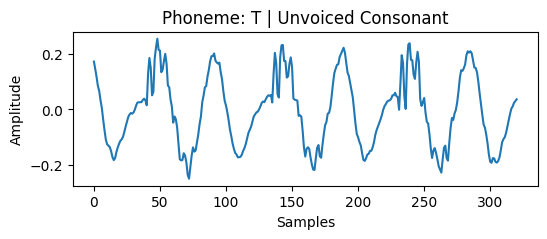 Phoneme: T | Unvoiced Consonant
Amplitude
0.2
0.0
−0.2
0 50 100 150 200 250 300
Samples